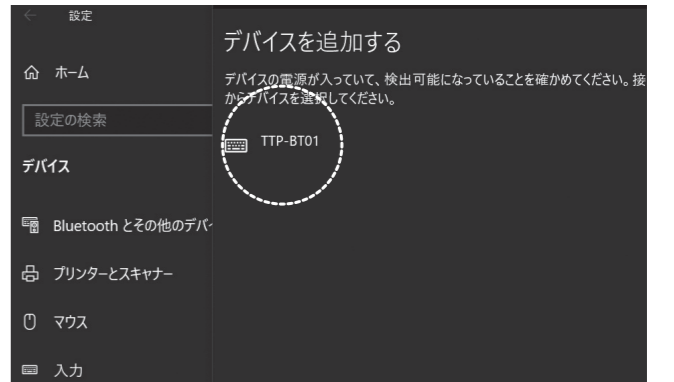 設定
デバイスを追加する
ホーム
デバイスの電源が入っていて、検出可能になっていることを確かめてください。接
からデバイスを選択してください。
設定の検索
TTP-BT01
デバイス
Bluetooth とその他のデバイ
プリンターとスキャナー
マウス
入力